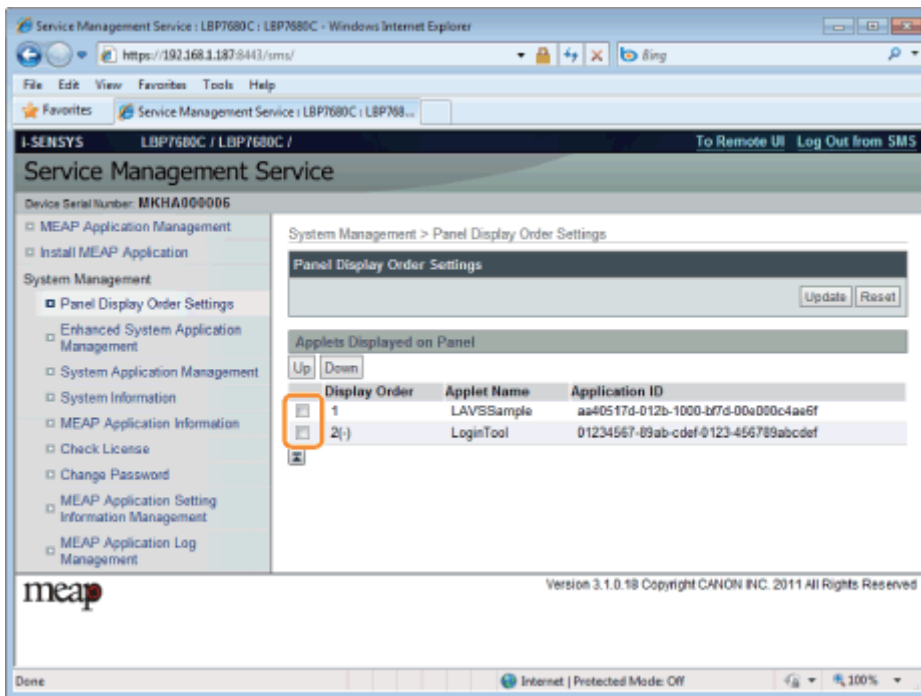 Service Management Service : LBP7680C : LBP7680C - Windows Internet Explorer
https://192.168.1.187:8443/sms/
Bing
File Edit View Favorites Tools Help
Favorites Service Management Service : LBP7680C : LBP768...
i-SENSYS LBP7680C / LBP7680C / To Remote UI Log Out from SMS
Service Management Service
Device Serial Number: MKHA000006
MEAP Application Management
Install MEAP Application
System Management
Panel Display Order Settings
Enhanced System Application
Management
System Application Management
System Information
MEAP Application Information
Check License
Change Password
MEAP Application Setting
Information Management
MEAP Application Log
Management
System Management > Panel Display Order Settings
Panel Display Order Settings
Update Reset
Applets Displayed on Panel
Up Down
Display Order Applet Name Application ID
1 LAVSSample aa40517d-012b-1000-bf7d-00e000c4ae6f
2(-) LoginTool 01234567-89ab-cdef-0123-456789abcdef
meap
Version 3.1.0.18 Copyright CANON INC. 2011 All Rights Reserved
Done Internet | Protected Mode: Off 100%